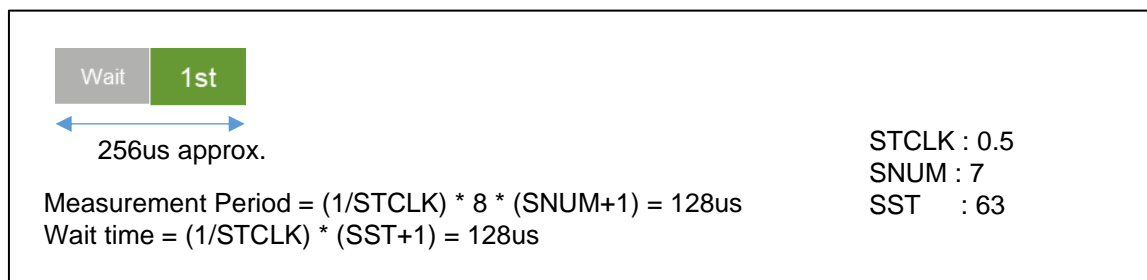 Wait 1st
256us approx.
Measurement Period = (1/STCLK) * 8 * (SNUM+1) = 128us
Wait time = (1/STCLK) * (SST+1) = 128us
STCLK : 0.5
SNUM : 7
SST : 63